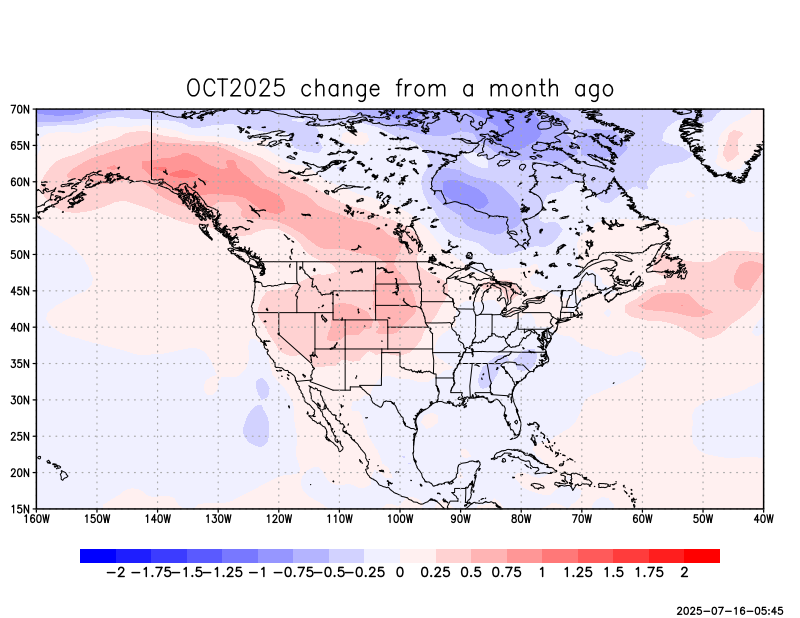 OCT2025 change from a month ago
70N
65N
60N
55N
50N
45N
40N
35N
30N
25N
20N
15N
160W 150W 140W 130W 120W 110W 100W 90W 80W 70W 60W 50W 40W
−2 −1.75 −1.5 −1.25 −1 −0.75 −0.5 −0.25 0 0.25 0.5 0.75 1 1.25 1.5 1.75 2
2025-07-16-05:45